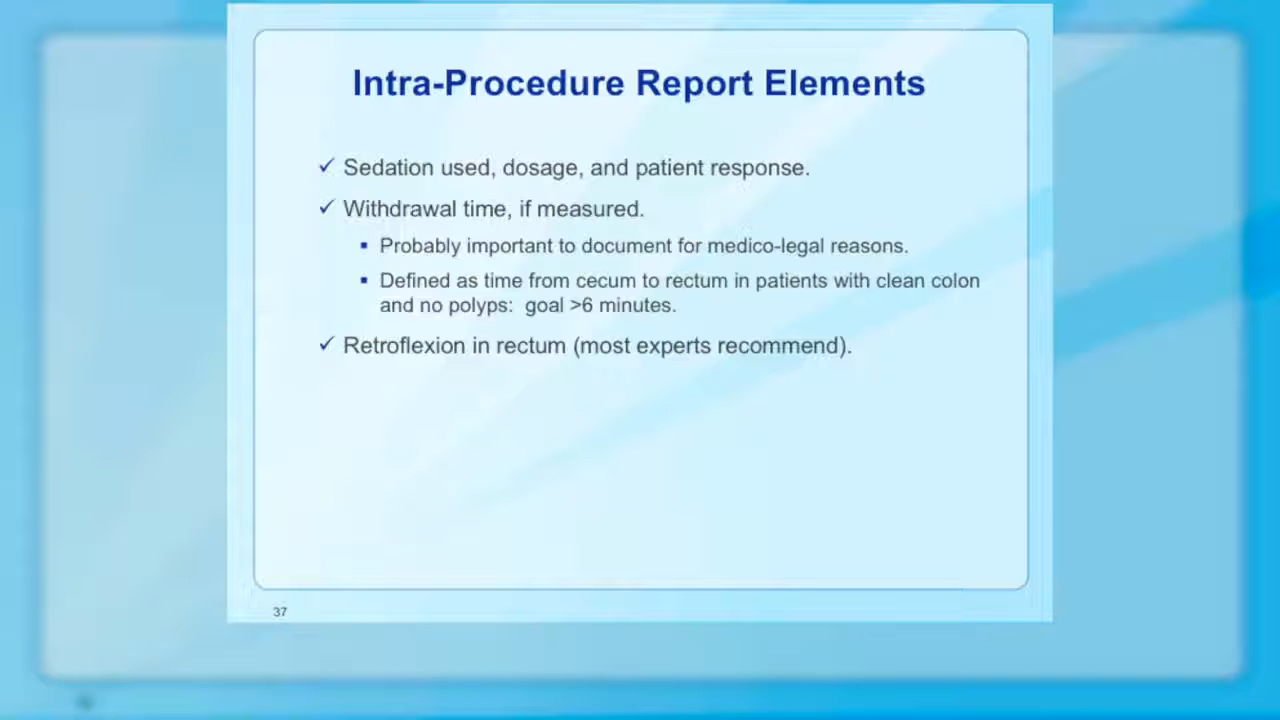 Intra-Procedure Report Elements
✓ Sedation used, dosage, and patient response.
✓ Withdrawal time, if measured.
▪ Probably important to document for medico-legal reasons.
▪ Defined as time from cecum to rectum in patients with clean colon
and no polyps:  goal >6 minutes.
✓ Retroflexion in rectum (most experts recommend).
37